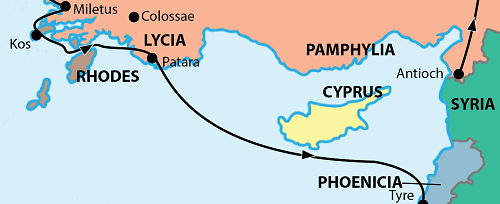 Miletus
Colossae
Kos
LYCIA
PAMPHYLIA
Patara
RHODES
Antioch
CYPRUS
SYRIA
PHOENICIA
Tyre